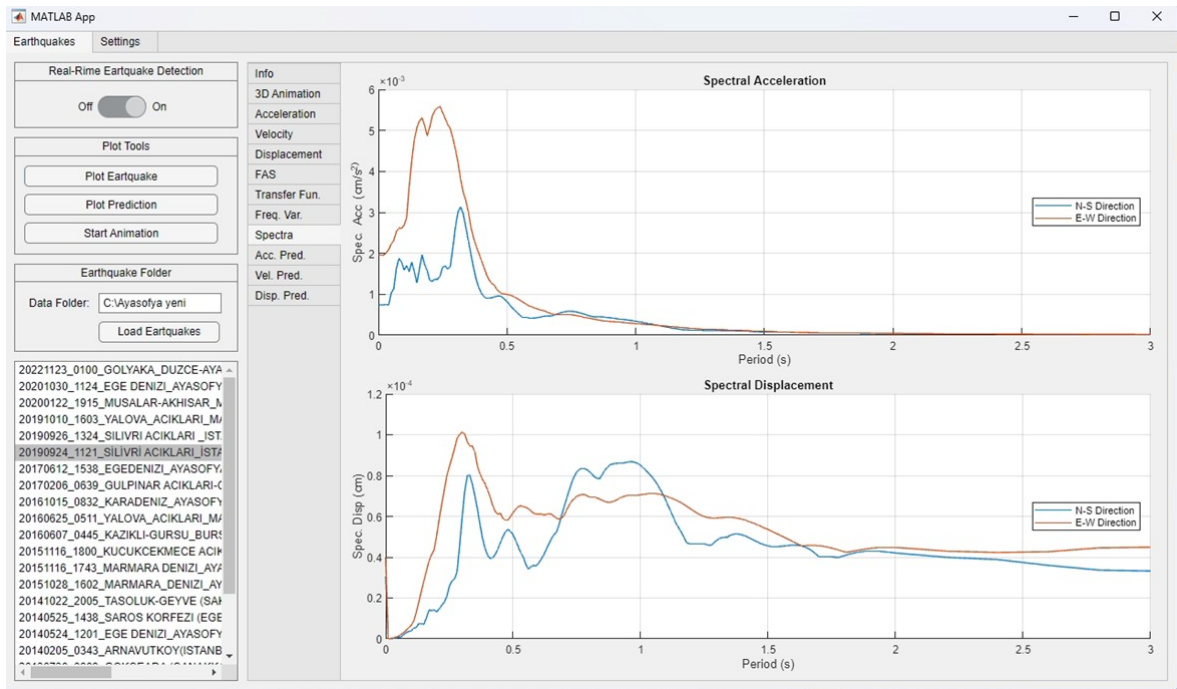 MATLAB App
Earthquakes Settings
Real-Rime Eartquake Detection
Off On
Plot Tools
Plot Eartquake
Plot Prediction
Start Animation
Earthquake Folder
Data Folder: C:\Ayasofya yeni
Load Eartquakes
20221123_0100_GOLYAKA_DUZCE-AYA
20201030_1124_EGE DENIZI_AYASOFY
20200122_1915_MUSALAR-AKHISAR_M
20191010_1603_YALOVA_ACIKLARI_MA
20190926_1324_SILIVRI ACIKLARI _IST
20190924_1121_SİLİVRİ ACIKLARI_İSTA
20170612_1538_EGEDENIZI_AYASOFYA
20170206_0639_GULPINAR ACIKLARI-C
20161015_0832_KARADENIZ_AYASOFY
20160625_0511_YALOVA_ACIKLARI_MA
20160607_0445_KAZIKLI-GURSU_BURS
20151116_1800_KUCUKCEKMECE ACIK
20151116_1743_MARMARA DENIZI_AYA
20151028_1602_MARMARA_DENIZI_AY
20141022_2005_TASOLUK-GEYVE (SAK
20140525_1438_SAROS KORFEZI (EGE
20140524_1201_EGE DENIZI_AYASOFY
20140205_0343_ARNAVUTKOY(ISTANB
Info
3D Animation
Acceleration
Velocity
Displacement
FAS
Transfer Fun.
Freq. Var.
Spectra
Acc. Pred.
Vel. Pred.
Disp. Pred.
Spectral Acceleration
×10⁻³
6
5
4
3
2
1
0
Spec. Acc (cm/s²)
N-S Direction
E-W Direction
0 0.5 1 1.5 2 2.5 3
Period (s)
Spectral Displacement
×10⁻⁴
1.2
1
0.8
0.6
0.4
0.2
0
Spec. Disp (cm)
N-S Direction
E-W Direction
0 0.5 1 1.5 2 2.5 3
Period (s)